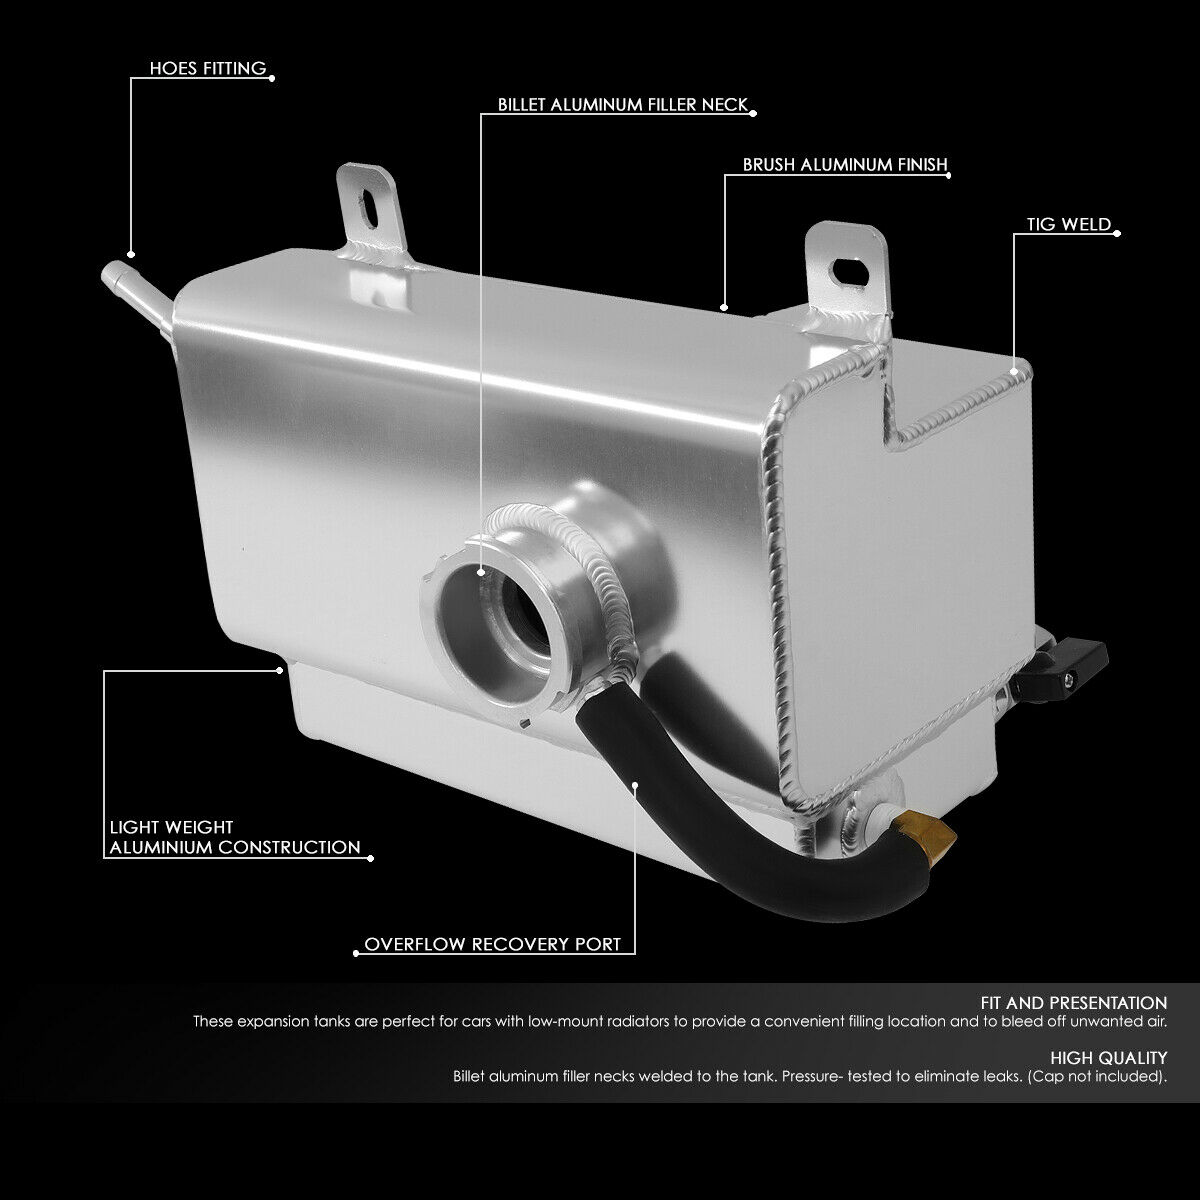 HOES FITTING
BILLET ALUMINUM FILLER NECK
BRUSH ALUMINUM FINISH
TIG WELD
LIGHT WEIGHT
ALUMINIUM CONSTRUCTION
OVERFLOW RECOVERY PORT
FIT AND PRESENTATION
These expansion tanks are perfect for cars with low-mount radiators to provide a convenient filling location and to bleed off unwanted air.
HIGH QUALITY
Billet aluminum filler necks welded to the tank. Pressure- tested to eliminate leaks. (Cap not included).